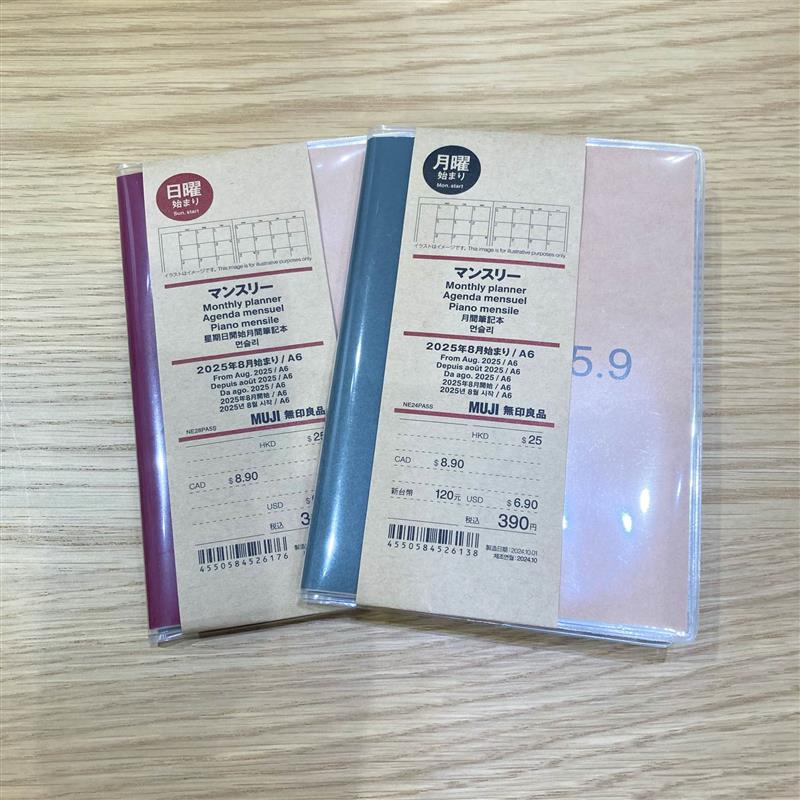 日曜
始まり
Sun. start
イラストはイメージです。This image is for illustrative purposes only
マンスリー
Monthly planner
Agenda mensuel
Piano mensile
星期日開始月間筆記本
먼슬리
2025年8月始まり / A6
From Aug. 2025 / A6
Depuis août 2025 / A6
Da ago. 2025 / A6
2025年8月開始 / A6
2025년 8월 시작 / A6
MUJI 無印良品
NE28PA5S
HKD $
CAD $8.90
USD $
税込 3
4550584526176
月曜
始まり
Mon. start
イラストはイメージです。This image is for illustrative purposes only
マンスリー
Monthly planner
Agenda mensuel
Piano mensile
月間筆記本
먼슬리
2025年8月始まり / A6
From Aug. 2025 / A6
Depuis août 2025 / A6
Da ago. 2025 / A6
2025年8月開始 / A6
2025년 8월 시작 / A6
MUJI 無印良品
NE24PA5S
HKD $25
CAD $8.90
新台幣 120元 USD $6.90
税込 390円
4550584526138
製造日期:2024.10.01
제조연월:2024.10
5.9